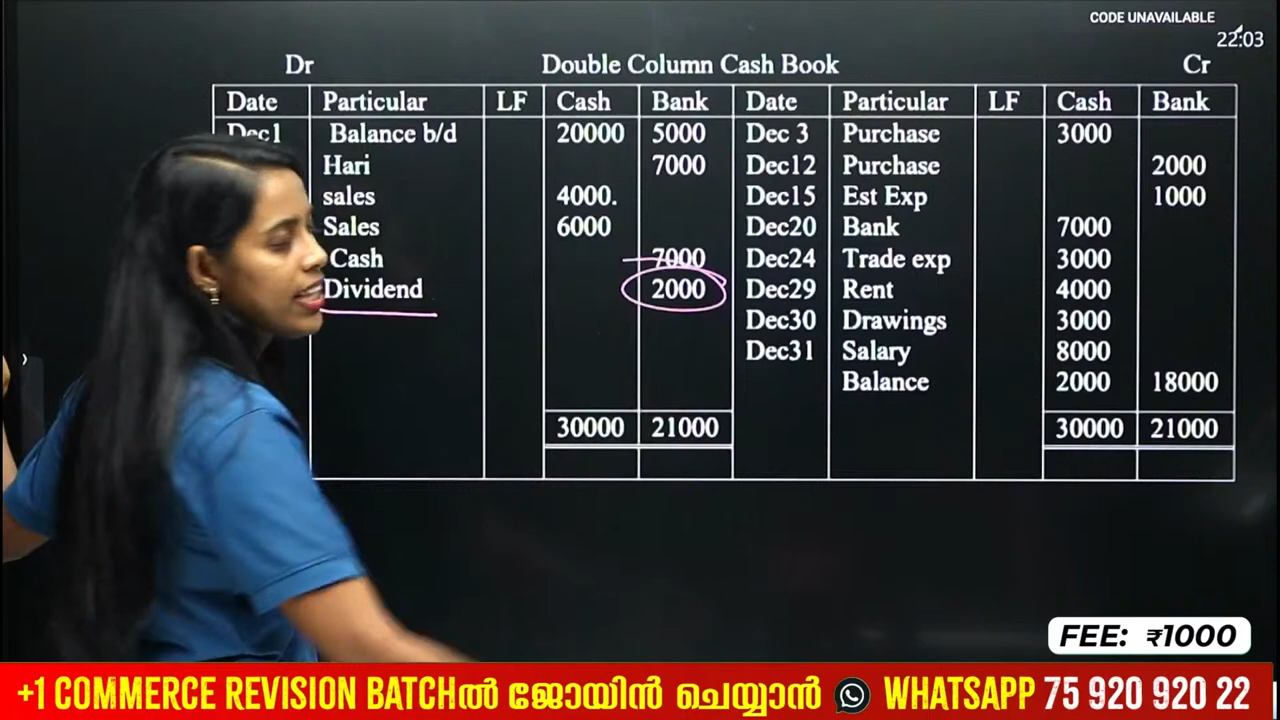 CODE UNAVAILABLE
22:03
Dr Double Column Cash Book Cr
Date Particular LF Cash Bank Date Particular LF Cash Bank
Dec1 Balance b/d 20000 5000 Dec 3 Purchase 3000
Hari 7000 Dec12 Purchase 2000
sales 4000. Dec15 Est Exp 1000
Sales 6000 Dec20 Bank 7000
Cash 7000 Dec24 Trade exp 3000
Dividend 2000 Dec29 Rent 4000
Dec30 Drawings 3000
Dec31 Salary 8000
Balance 2000 18000
30000 21000 30000 21000
FEE: ₹1000
+1 COMMERCE REVISION BATCHൽ ജോയിൻ ചെയ്യാൻ WHATSAPP 75 920 920 22